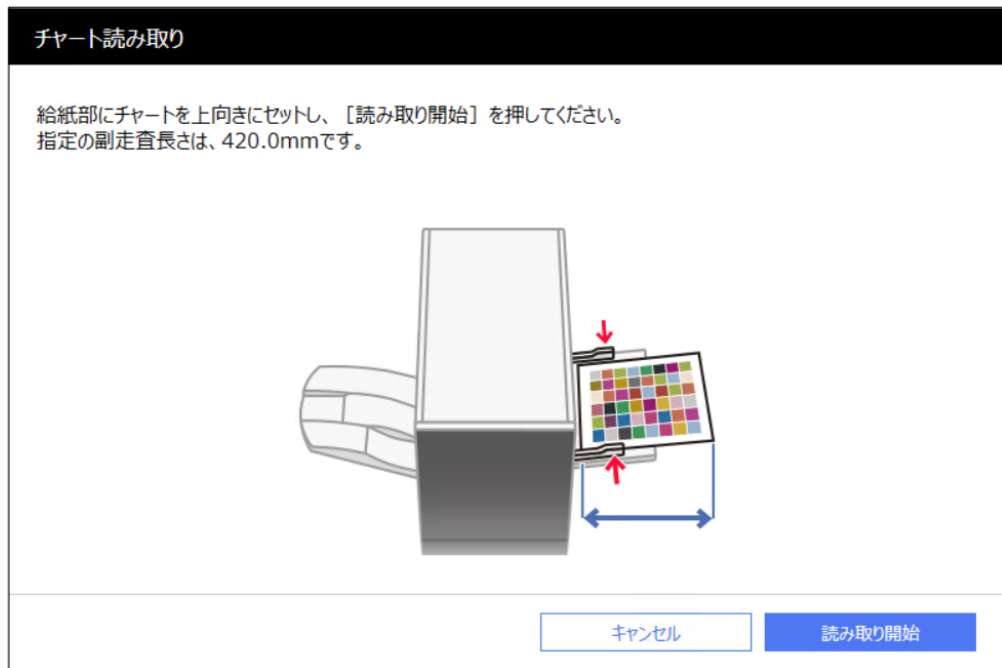 チャート読み取り
給紙部にチャートを上向きにセットし、［読み取り開始］を押してください。
指定の副走査長さは、420.0mmです。
キャンセル
読み取り開始